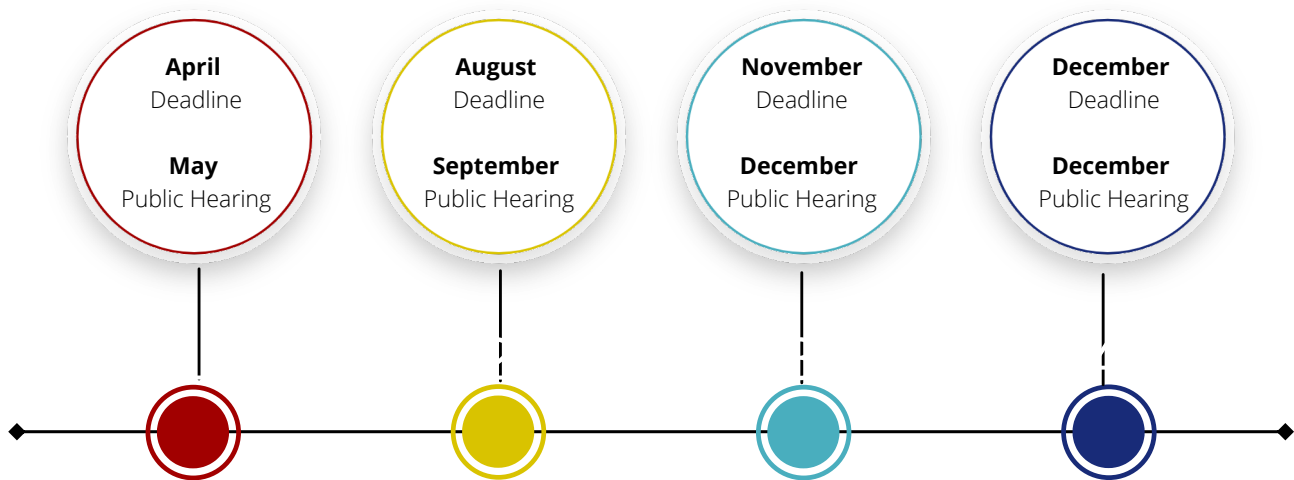 April
Deadline
May
Public Hearing
August
Deadline
September
Public Hearing
November
Deadline
December
Public Hearing
December
Deadline
December
Public Hearing